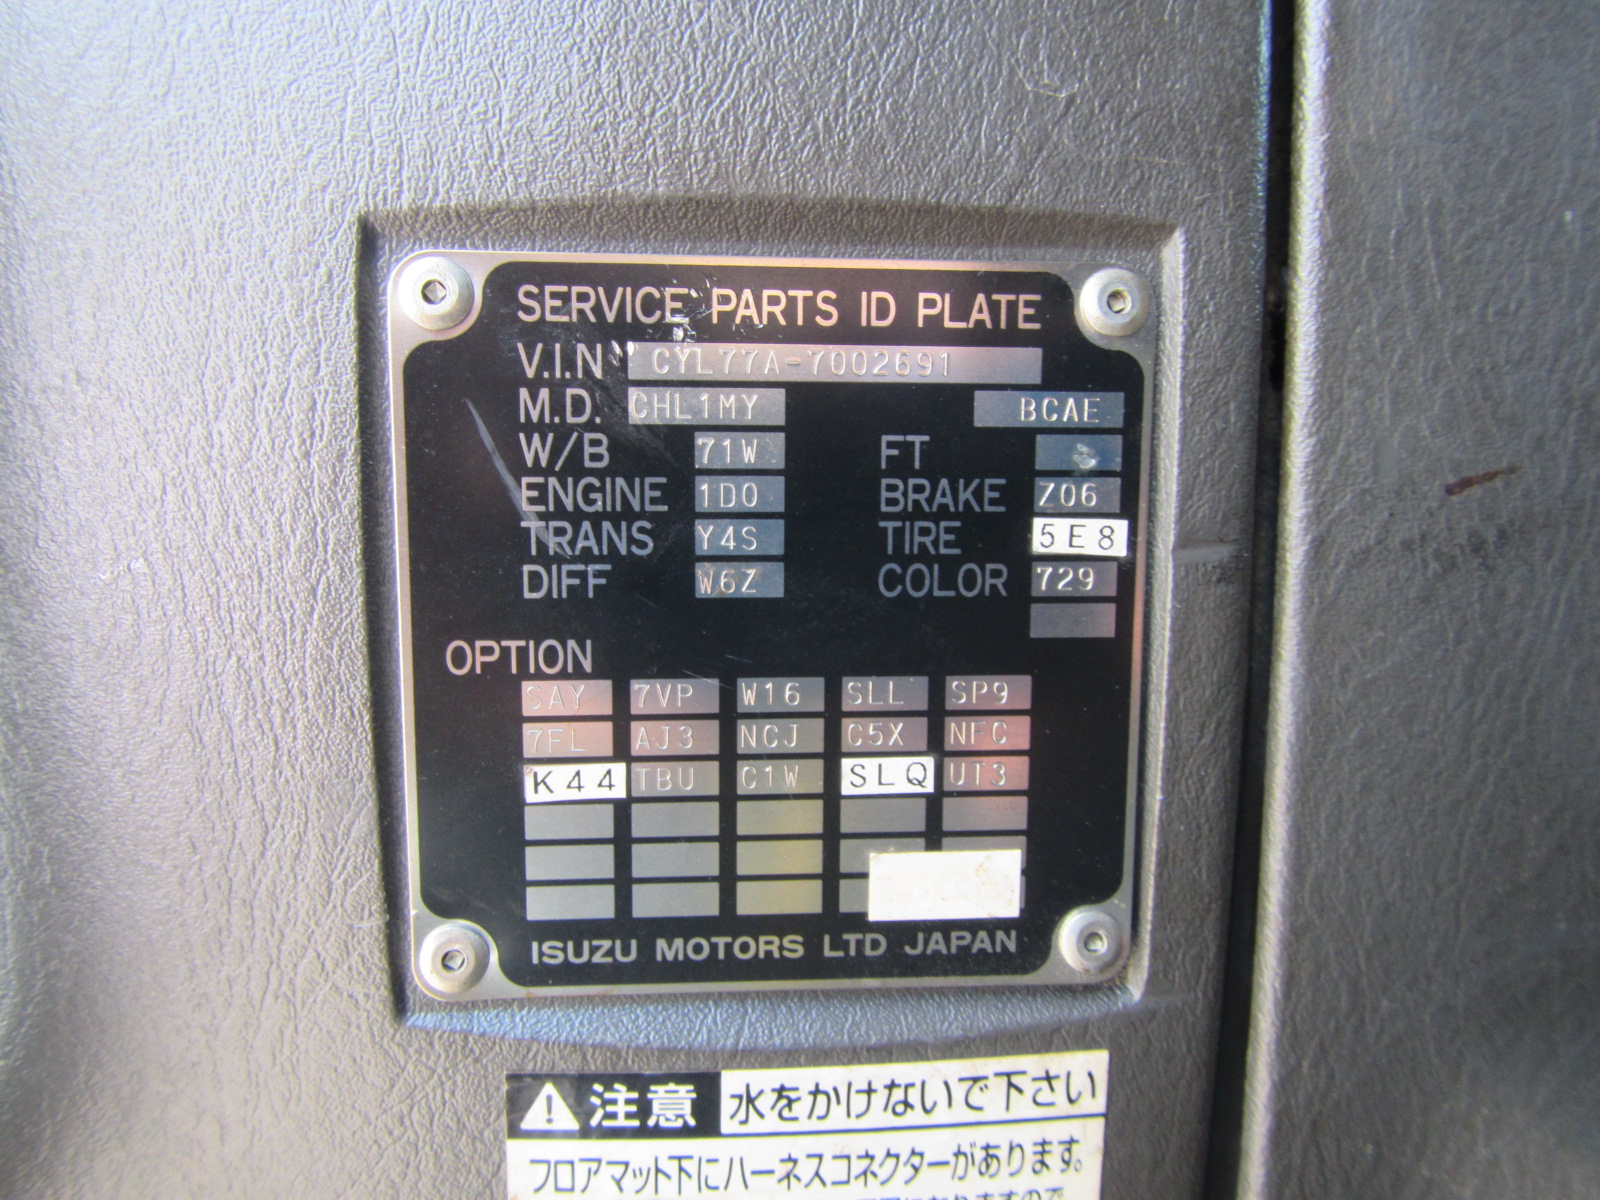 SERVICE PARTS ID PLATE
V.I.N CYL77A-7002691
M.D. CHL1MY BCAE
W/B 71W FT
ENGINE 1D0 BRAKE Z06
TRANS Y4S TIRE 5E8
DIFF W6Z COLOR 729
OPTION
SAY 7VP W16 SLL SP9
7FL AJ3 NCJ C5X NFC
K44 TBU C1W SLQ UT3
ISUZU MOTORS LTD JAPAN
注意 水をかけないで下さい
フロアマット下にハーネスコネクターがあります。